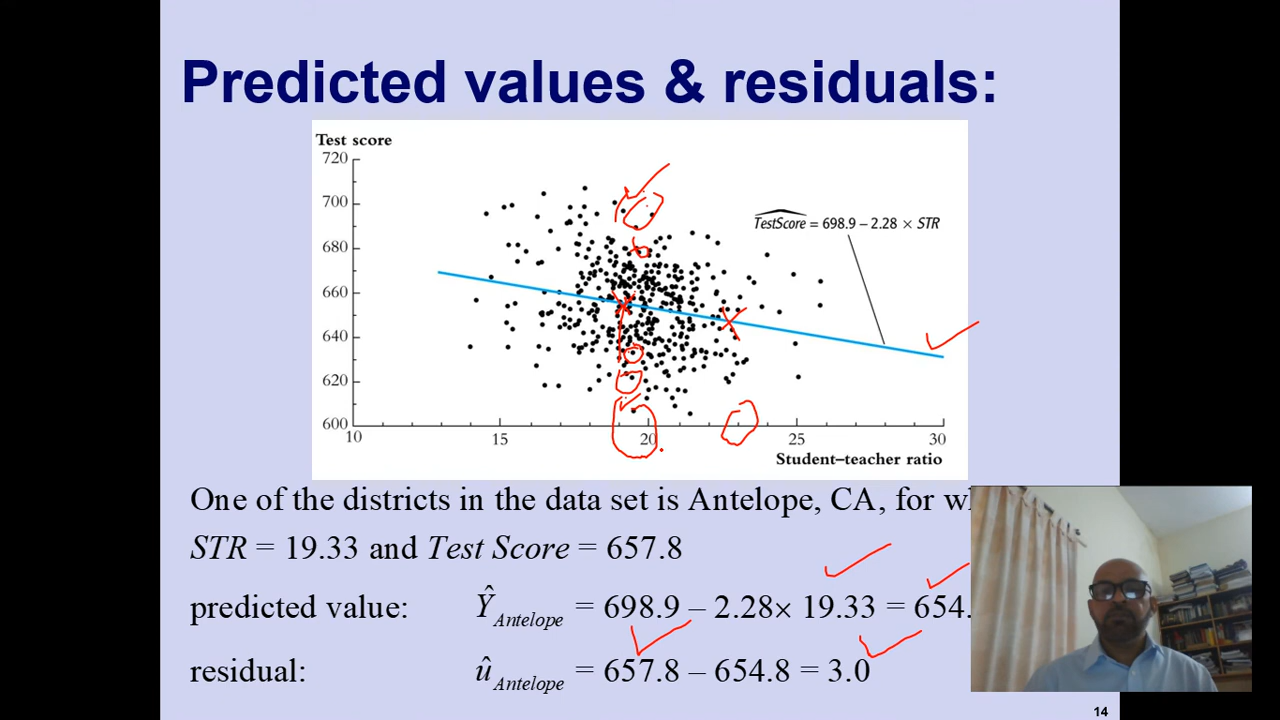 Predicted values & residuals:
Test score
720
700
680
660
640
620
600
10 15 20 25 30
Student–teacher ratio
TestScore = 698.9 – 2.28 × STR
One of the districts in the data set is Antelope, CA, for
STR = 19.33 and Test Score = 657.8
predicted value: Ŷ Antelope = 698.9 – 2.28× 19.33 = 654.
residual: û Antelope = 657.8 – 654.8 = 3.0
14